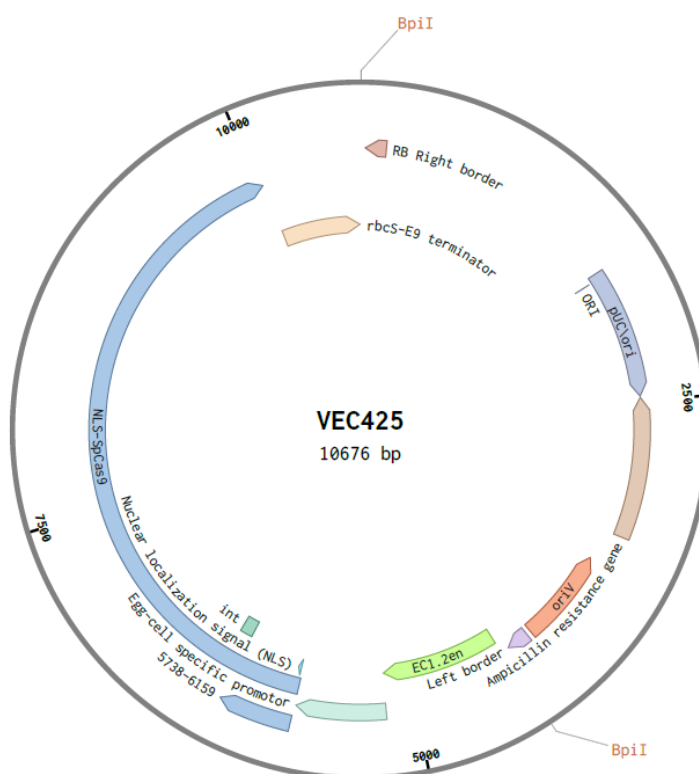 BpiI
10000
RB Right border
rbcS-E9 terminator
ORI
pUC\ori
2500
VEC425
10676 bp
NLS-SpCas9
7500
Nuclear localization signal (NLS)
int
Egg-cell specific promotor
5738-6159
EC1.2en
Left border
oriV
Ampicillin resistance gene
5000
BpiI